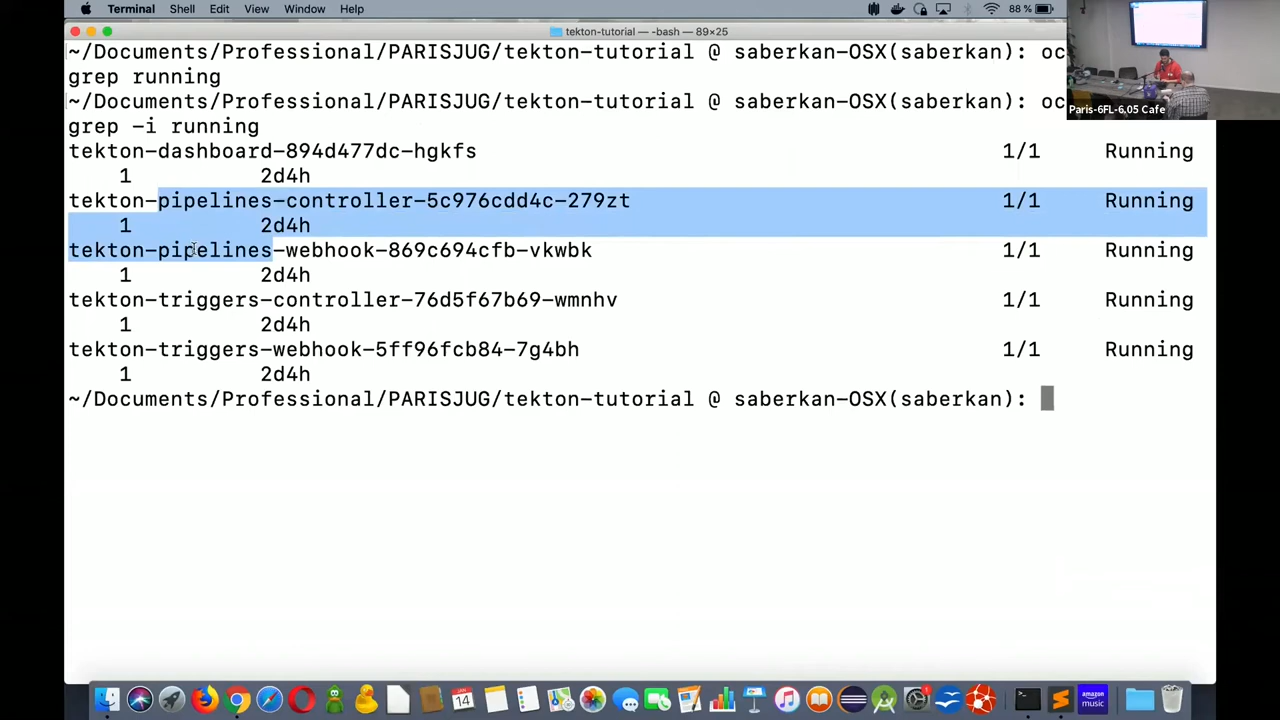 Terminal Shell Edit View Window Help 88 %
tekton-tutorial — -bash — 89×25
~/Documents/Professional/PARISJUG/tekton-tutorial @ saberkan-OSX(saberkan): oc
grep running
~/Documents/Professional/PARISJUG/tekton-tutorial @ saberkan-OSX(saberkan): oc
grep -i running
tekton-dashboard-894d477dc-hgkfs 1/1 Running
1 2d4h
tekton-pipelines-controller-5c976cdd4c-279zt 1/1 Running
1 2d4h
tekton-pipelines-webhook-869c694cfb-vkwbk 1/1 Running
1 2d4h
tekton-triggers-controller-76d5f67b69-wmnhv 1/1 Running
1 2d4h
tekton-triggers-webhook-5ff96fcb84-7g4bh 1/1 Running
1 2d4h
~/Documents/Professional/PARISJUG/tekton-tutorial @ saberkan-OSX(saberkan):
Paris-6FL-6.05 Cafe
14
amazon
music